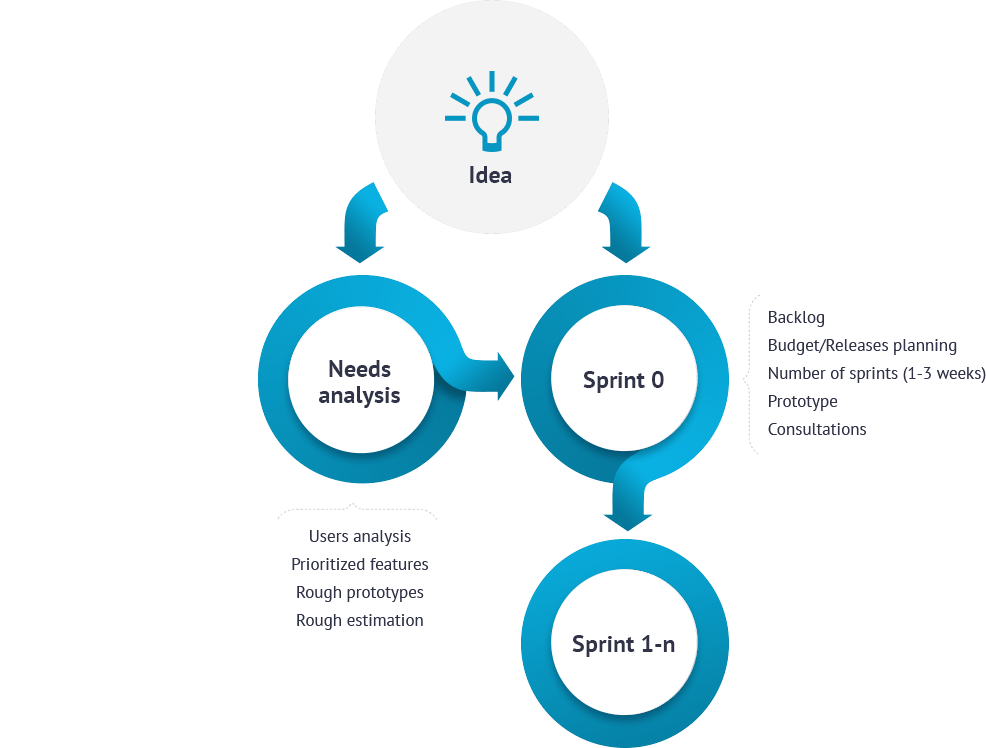 Idea
Needs
analysis
Sprint 0
Backlog
Budget/Releases planning
Number of sprints (1-3 weeks)
Prototype
Consultations
Users analysis
Prioritized features
Rough prototypes
Rough estimation
Sprint 1-n